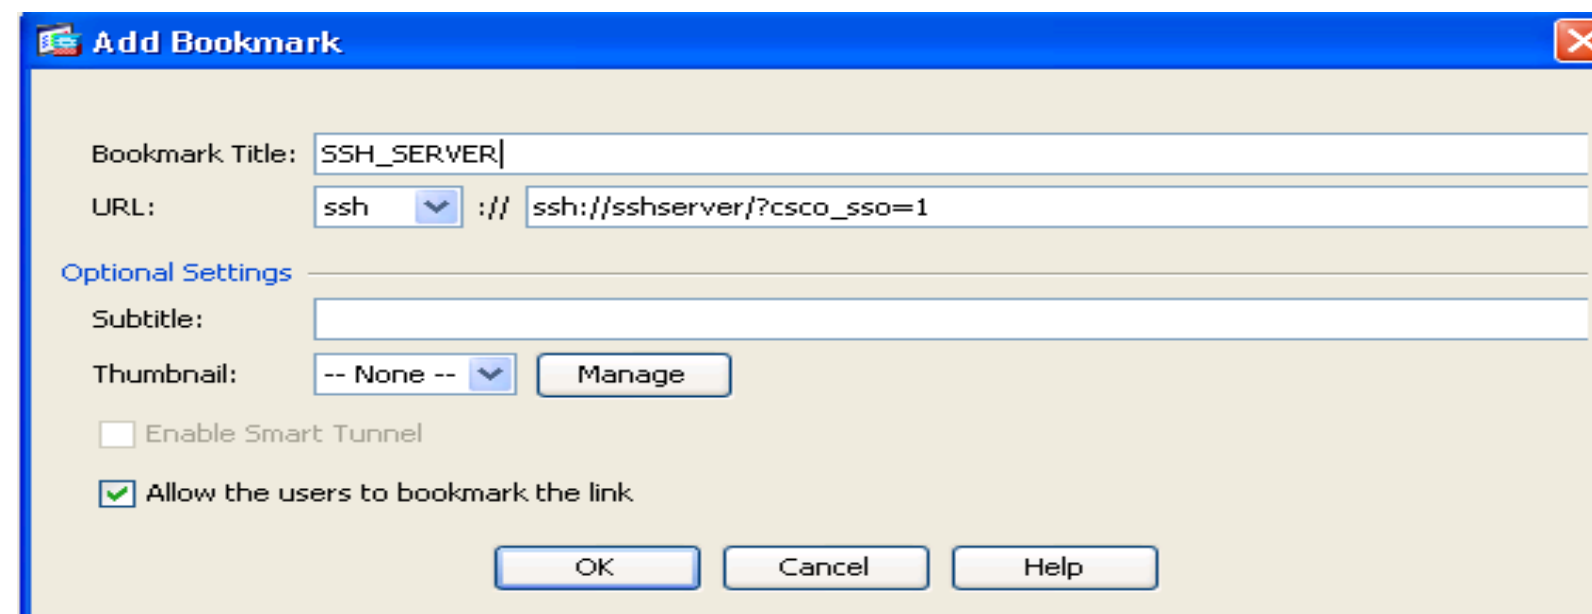 Add Bookmark
Bookmark Title: SSH_SERVER
URL: ssh :// ssh://sshserver/?csco_sso=1
Optional Settings
Subtitle:
Thumbnail: -- None -- Manage
Enable Smart Tunnel
Allow the users to bookmark the link
OK Cancel Help